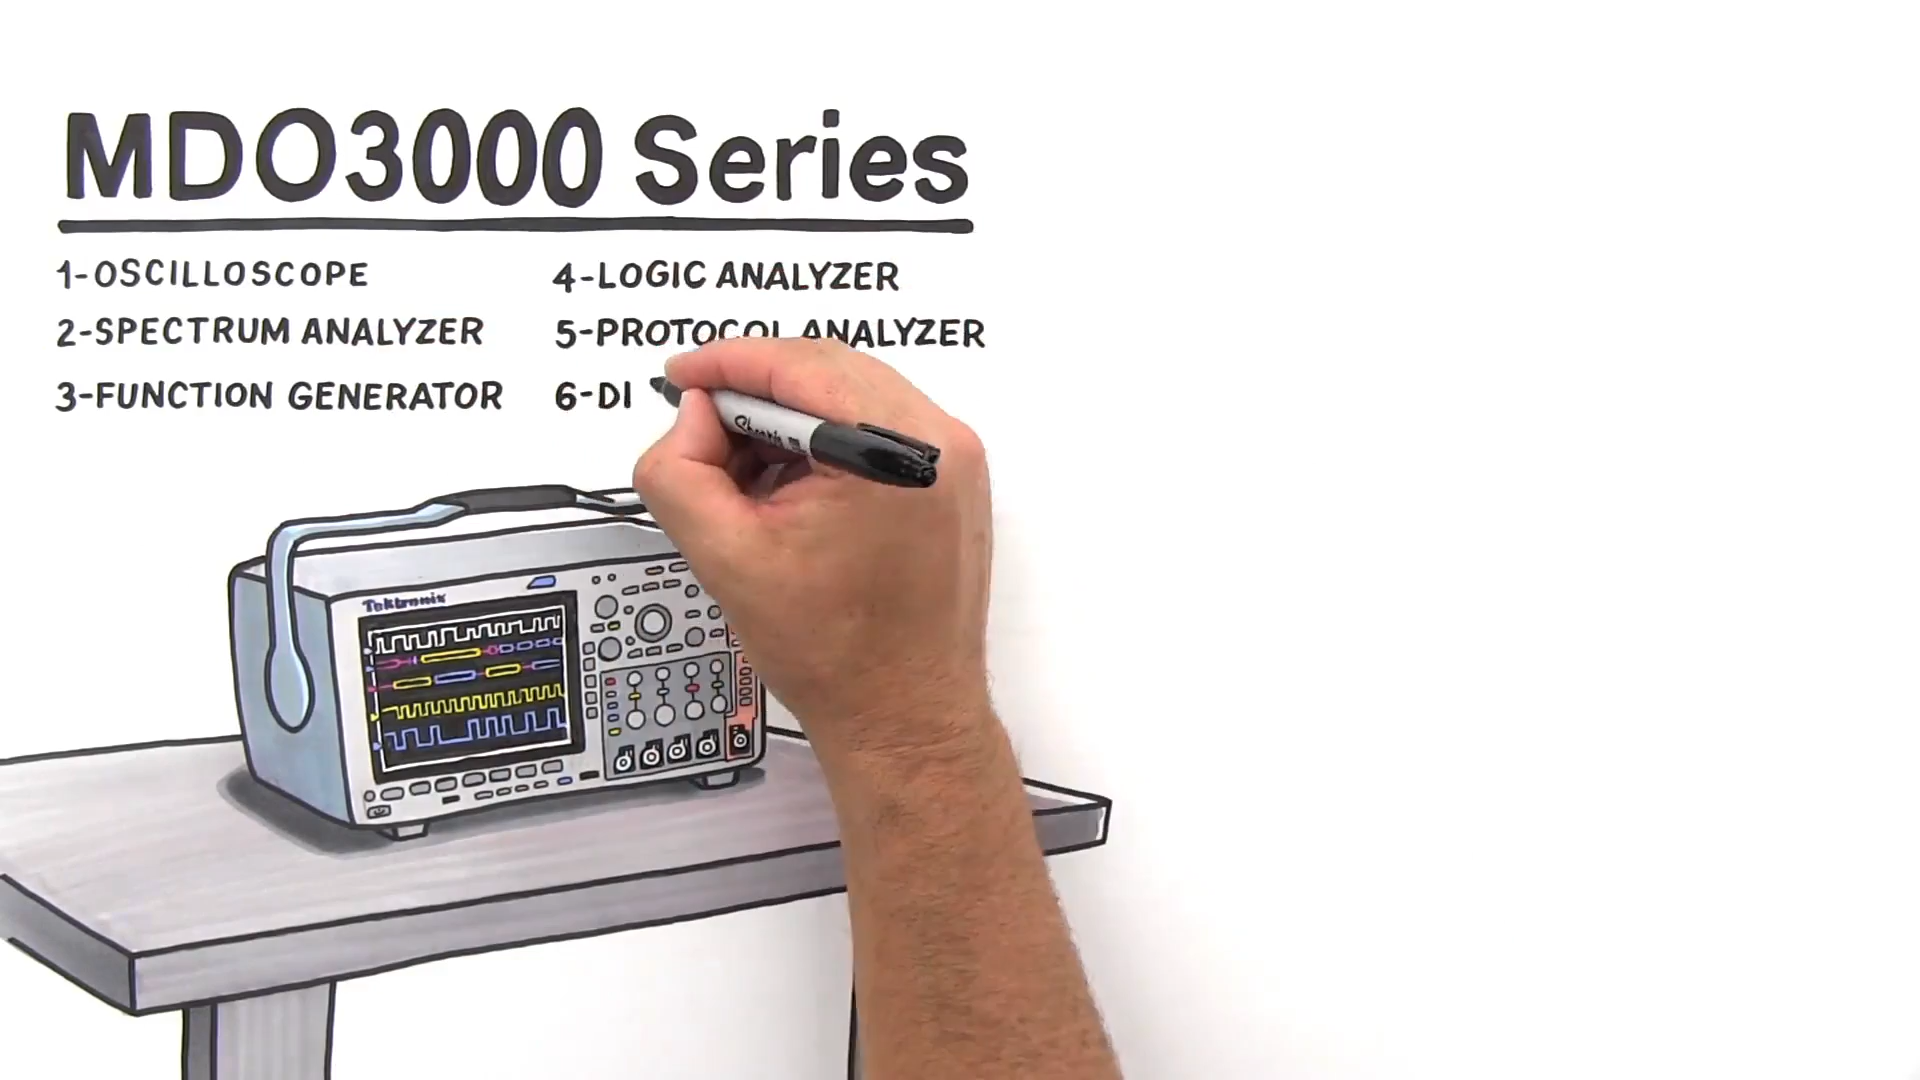 MDO3000 Series
1-OSCILLOSCOPE
2-SPECTRUM ANALYZER
3-FUNCTION GENERATOR
4-LOGIC ANALYZER
5-PROTOCOL ANALYZER
6-DI
Sharpie
Tektronix